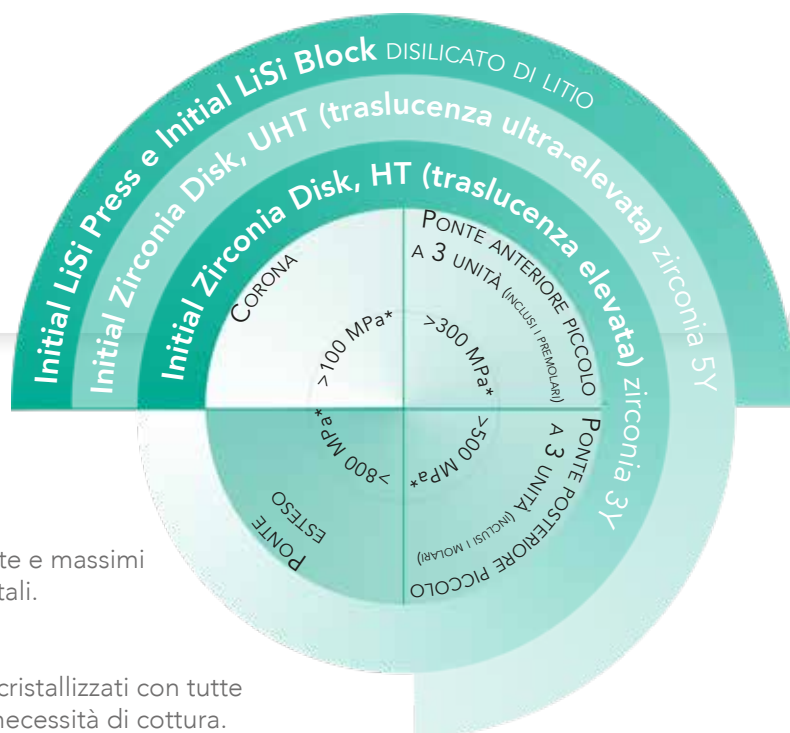 Initial LiSi Press e Initial LiSi Block DISILICATO DI LITIO
Initial Zirconia Disk, UHT (traslucenza ultra-elevata) zirconia 5Y
Initial Zirconia Disk, HT (traslucenza elevata) zirconia 3Y
CORONA
>100 MPa*
PONTE ANTERIORE PICCOLO
A 3 UNITÀ (INCLUSI I PREMOLARI)
>300 MPa*
PONTE POSTERIORE PICCOLO
A 3 UNITÀ (INCLUSI I MOLARI)
>500 MPa*
PONTE
ESTESO
>800 MPa*
te e massimi
tali.
cristallizzati con tutte
necessità di cottura.